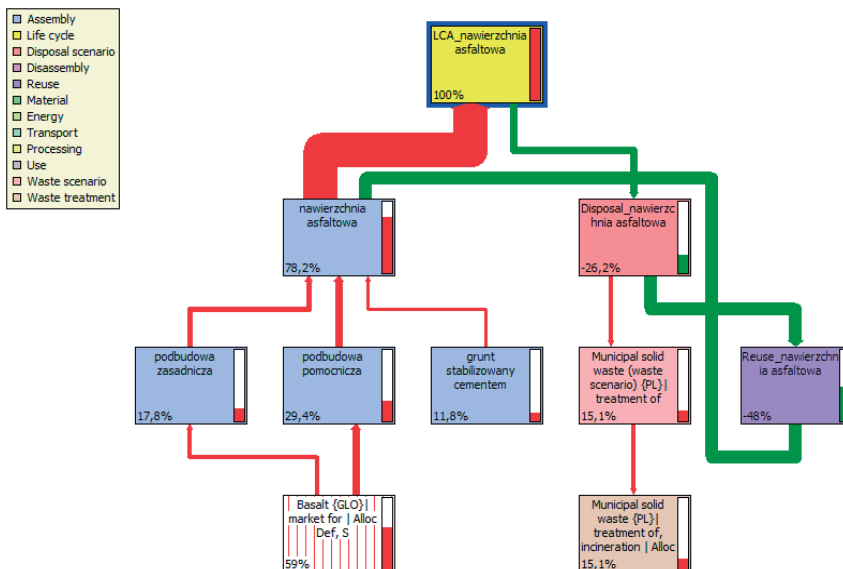 Assembly
Life cycle
Disposal scenario
Disassembly
Reuse
Material
Energy
Transport
Processing
Use
Waste scenario
Waste treatment
LCA_nawierzchnia
asfaltowa
100%
nawierzchnia
asfaltowa
78,2%
Disposal_nawierzc
hnia asfaltowa
-26,2%
podbudowa
zasadnicza
17,8%
podbudowa
pomocnicza
29,4%
grunt
stabilizowany
cementem
11,8%
Municipal solid
waste (waste
scenario) {PL}|
treatment of
15,1%
Reuse_nawierzchn
ia asfaltowa
-48%
Basalt {GLO}|
market for | Alloc
Def, S
59%
Municipal solid
waste {PL}|
treatment of,
incineration | Alloc
15,1%